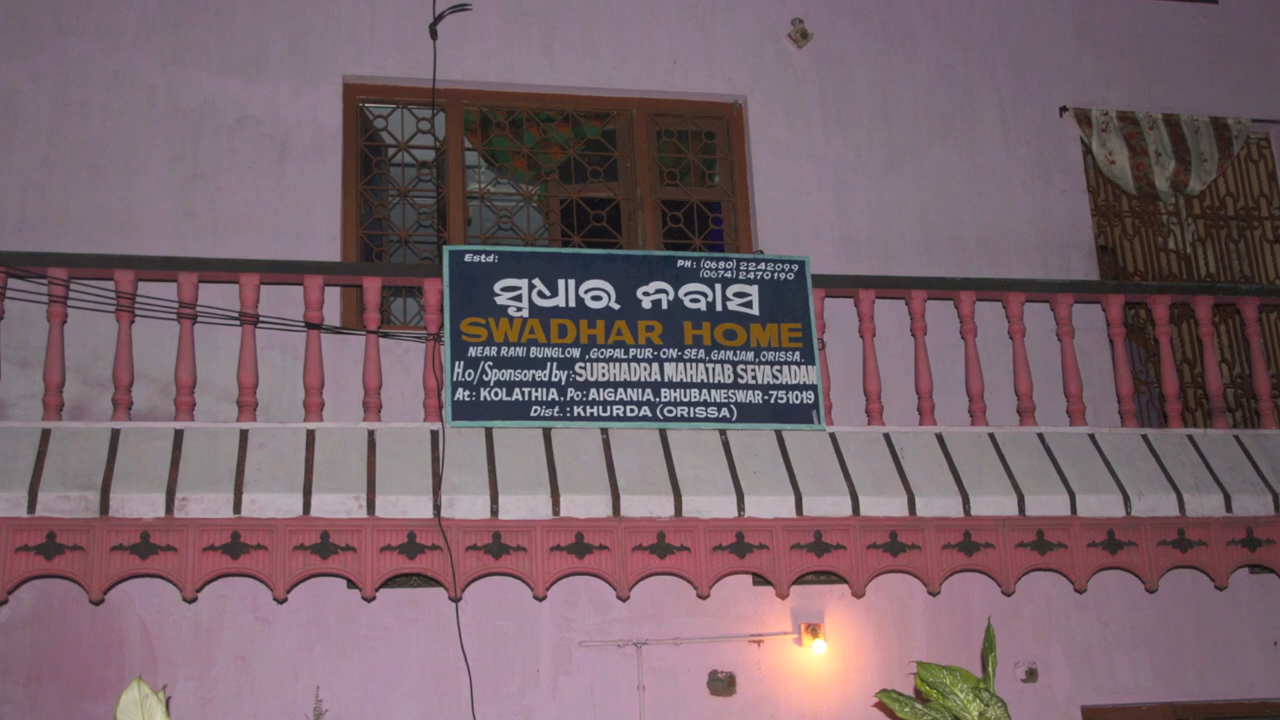 Estd:
PH: (0680) 2242099
(0674) 2470190
ସ୍ଵଧାର ନିବାସ
SWADHAR HOME
NEAR RANI BUNGLOW, GOPALPUR-ON-SEA, GANJAM, ORISSA.
H.o/Sponsored by:-SUBHADRA MAHATAB SEVASADAN
At: KOLATHIA, Po: AIGANIA, BHUBANESWAR-751019
Dist.: KHURDA (ORISSA)